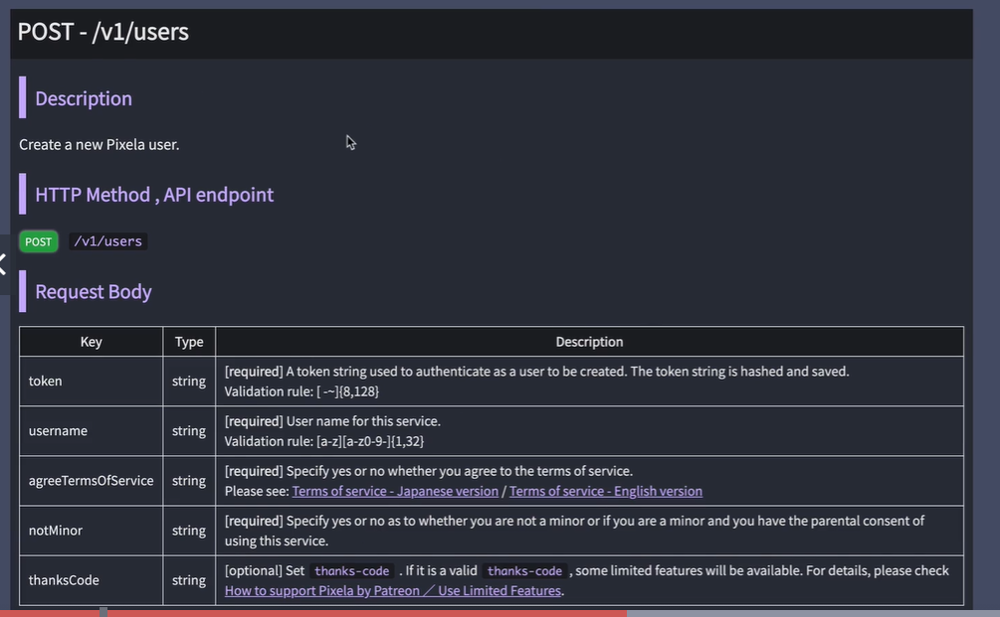 POST - /v1/users
Description
Create a new Pixela user.
HTTP Method , API endpoint
POST /v1/users
Request Body
Key Type Description
token string [required] A token string used to authenticate as a user to be created. The token string is hashed and saved.
Validation rule: [ -~]{8,128}
username string [required] User name for this service.
Validation rule: [a-z][a-z0-9-]{1,32}
agreeTermsOfService string [required] Specify yes or no whether you agree to the terms of service.
Please see: Terms of service - Japanese version / Terms of service - English version
notMinor string [required] Specify yes or no as to whether you are not a minor or if you are a minor and you have the parental consent of
using this service.
thanksCode string [optional] Set thanks-code . If it is a valid thanks-code , some limited features will be available. For details, please check
How to support Pixela by Patreon ／ Use Limited Features.